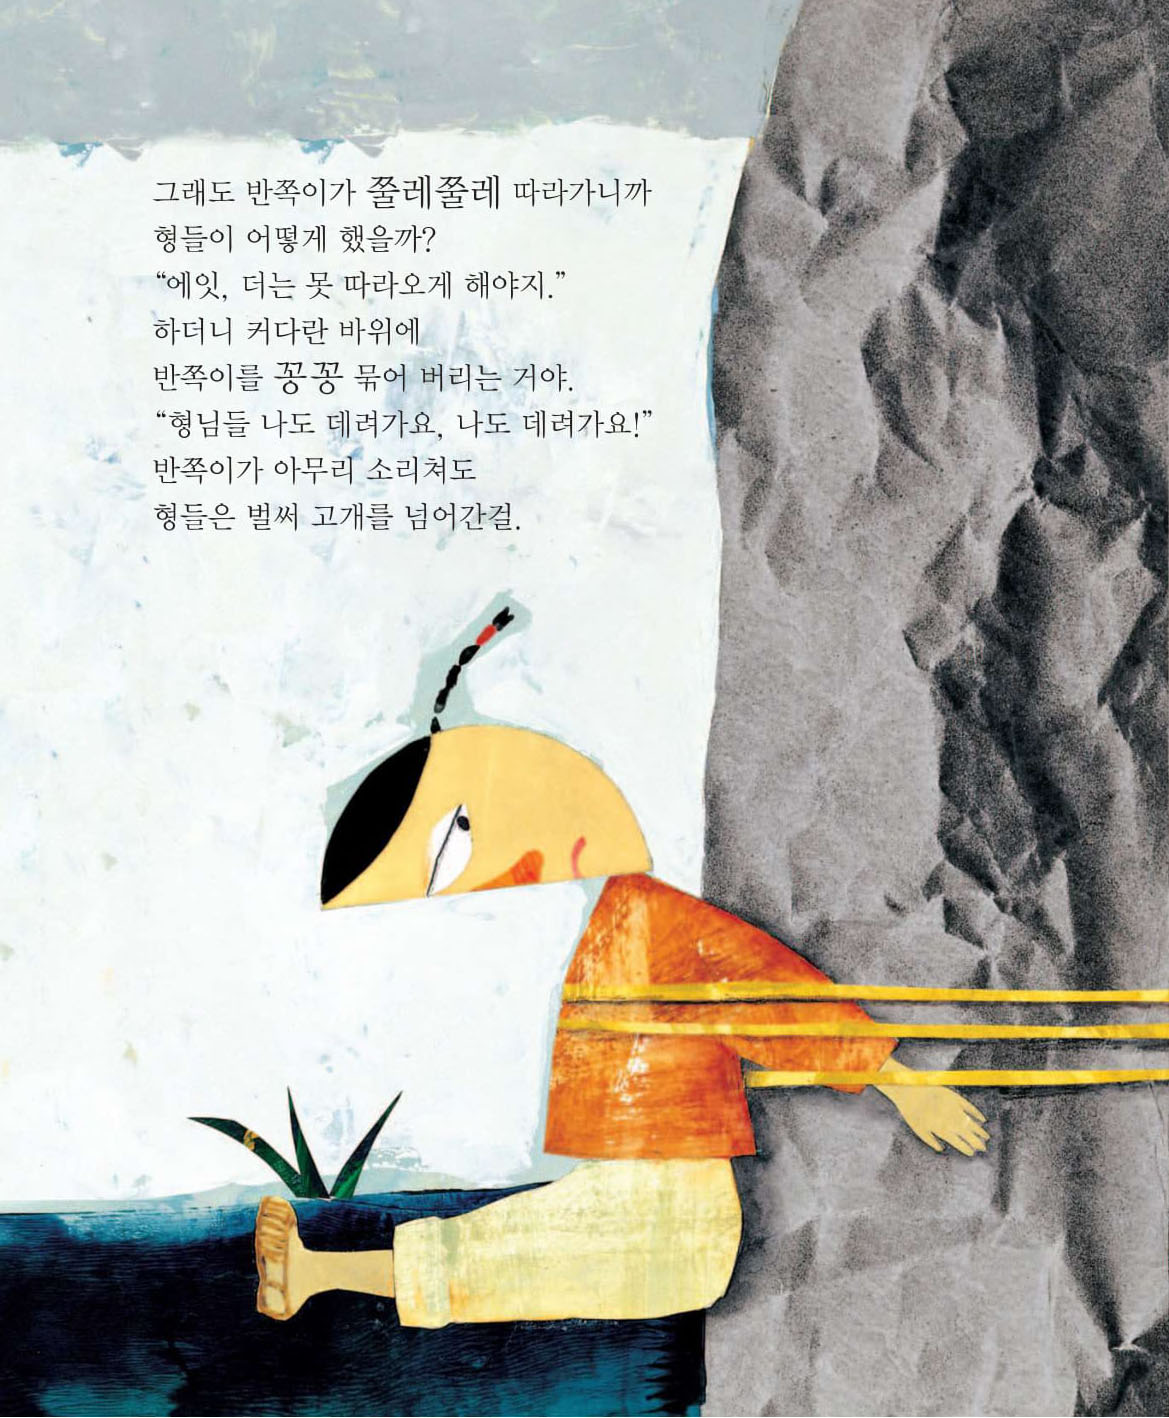 그래도 반쪽이가 쭐레쭐레 따라가니까
형들이 어떻게 했을까?
“에잇, 더는 못 따라오게 해야지.”
하더니 커다란 바위에
반쪽이를 꽁꽁 묶어 버리는 거야.
“형님들 나도 데려가요, 나도 데려가요!”
반쪽이가 아무리 소리쳐도
형들은 벌써 고개를 넘어간걸.